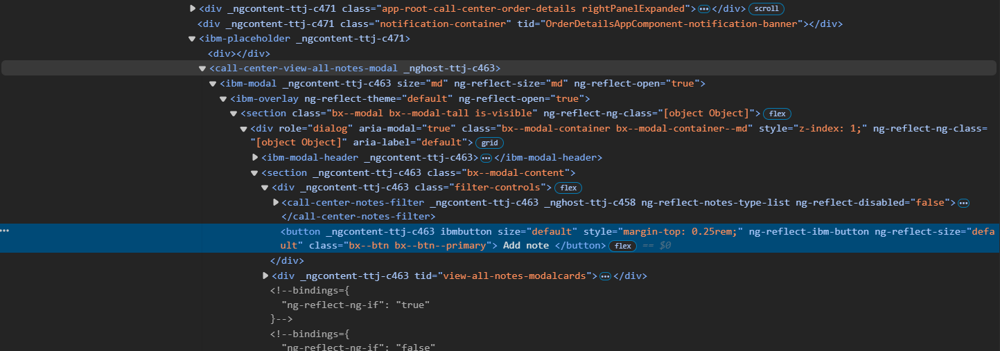 ▶<div _ngcontent-ttj-c471 class="app-root-call-center-order-details rightPanelExpanded">…</div> scroll
<div _ngcontent-ttj-c471 class="notification-container" tid="OrderDetailsAppComponent-notification-banner"></div>
▼<ibm-placeholder _ngcontent-ttj-c471>
<div></div>
▼<call-center-view-all-notes-modal _nghost-ttj-c463>
▼<ibm-modal _ngcontent-ttj-c463 size="md" ng-reflect-size="md" ng-reflect-open="true">
▼<ibm-overlay ng-reflect-theme="default" ng-reflect-open="true">
▼<section class="bx--modal bx--modal-tall is-visible" ng-reflect-ng-class="[object Object]"> flex
▼<div role="dialog" aria-modal="true" class="bx--modal-container bx--modal-container--md" style="z-index: 1;" ng-reflect-ng-class=
"[object Object]" aria-label="default"> grid
▶<ibm-modal-header _ngcontent-ttj-c463>…</ibm-modal-header>
▼<section _ngcontent-ttj-c463 class="bx--modal-content">
▼<div _ngcontent-ttj-c463 class="filter-controls"> flex
▶<call-center-notes-filter _ngcontent-ttj-c463 _nghost-ttj-c458 ng-reflect-notes-type-list ng-reflect-disabled="false">…
</call-center-notes-filter>
… <button _ngcontent-ttj-c463 ibmbutton size="default" style="margin-top: 0.25rem;" ng-reflect-ibm-button ng-reflect-size="defa
ult" class="bx--btn bx--btn--primary"> Add note </button> flex == $0
</div>
▶<div _ngcontent-ttj-c463 tid="view-all-notes-modalcards">…</div>
<!--bindings={
"ng-reflect-ng-if": "true"
}-->
<!--bindings={
"ng-reflect-ng-if": "false"